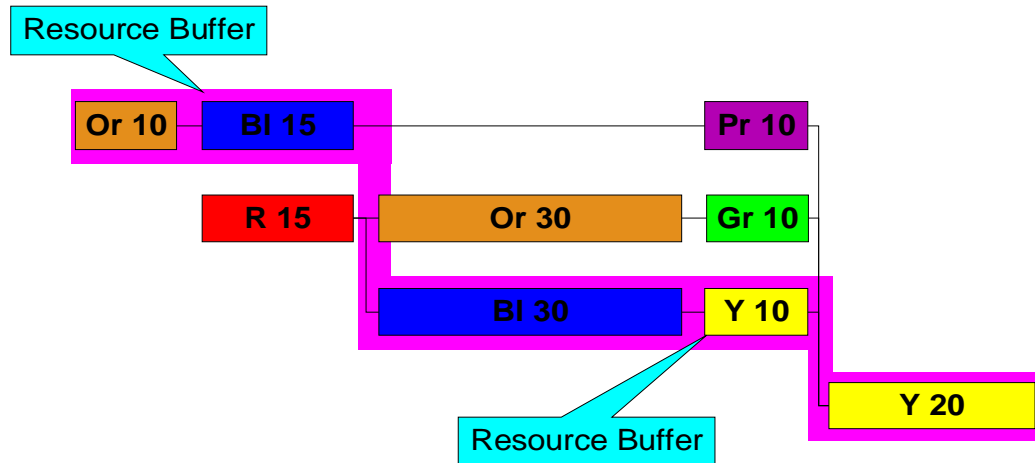 Resource Buffer
Or 10
Bl 15
Pr 10
R 15
Or 30
Gr 10
Bl 30
Y 10
Y 20
Resource Buffer